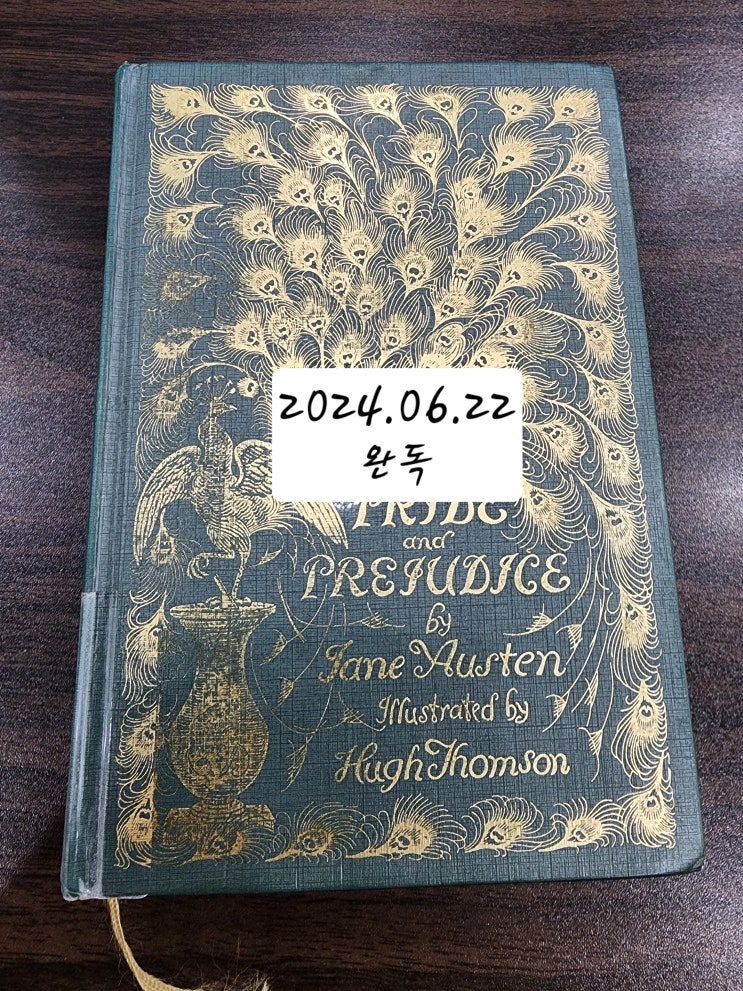 2024.06.22
완독
PRIDE
and
PREJUDICE
by
Jane Austen
Illustrated by
Hugh Thomson